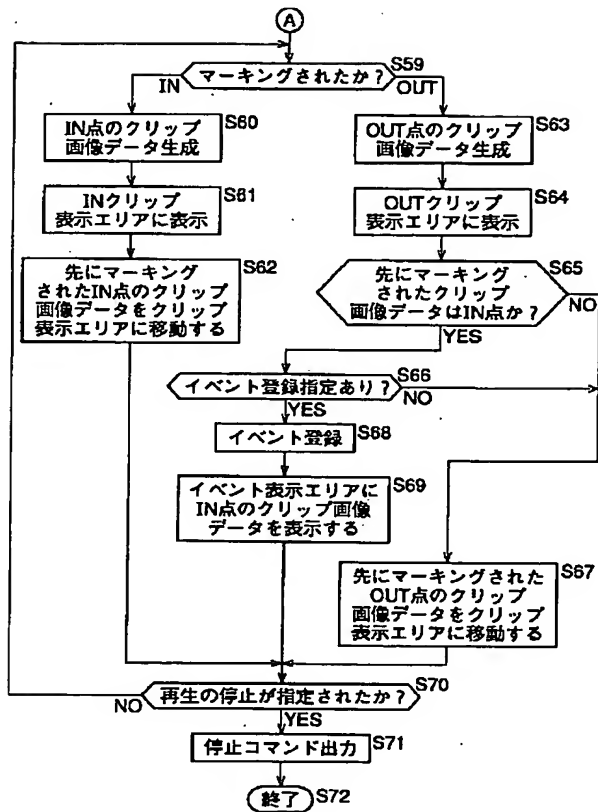 A
マーキングされたか?
S59
IN
OUT
IN点のクリップ
画像データ生成
S60
INクリップ
表示エリアに表示
S61
先にマーキング
されたIN点のクリップ
画像データをクリップ
表示エリアに移動する
S62
OUT点のクリップ
画像データ生成
S63
OUTクリップ
表示エリアに表示
S64
先にマーキング
されたクリップ
画像データはIN点か?
S65
NO
YES
イベント登録指定あり?
S66
NO
YES
イベント登録
S68
イベント表示エリアに
IN点のクリップ画像
データを表示する
S69
先にマーキングされた
OUT点のクリップ
画像データをクリップ
表示エリアに移動する
S67
再生の停止が指定されたか?
S70
NO
YES
停止コマンド出力
S71
終了
S72